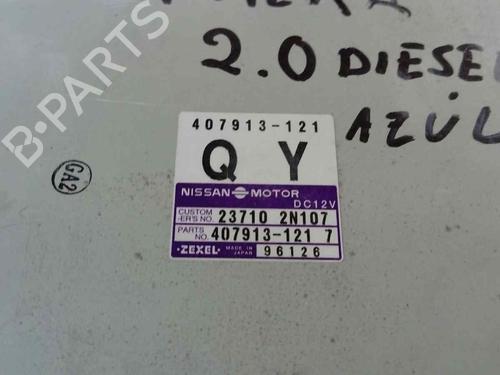 2.0 DIESEL
AZÚL
407913-121
Q Y
NISSAN MOTOR
DC12V
CUSTOM -ER'S NO. 23710 2N107
PARTS NO. 407913-121 7
·ZEXEL· MADE IN JAPAN 96126
GA2
B-PARTS